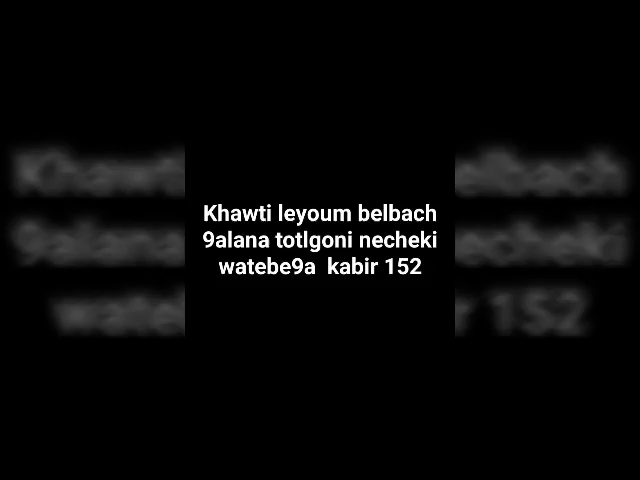 Khawti leyoum belbach
9alana totlgoni necheki
watebe9a kabir 152